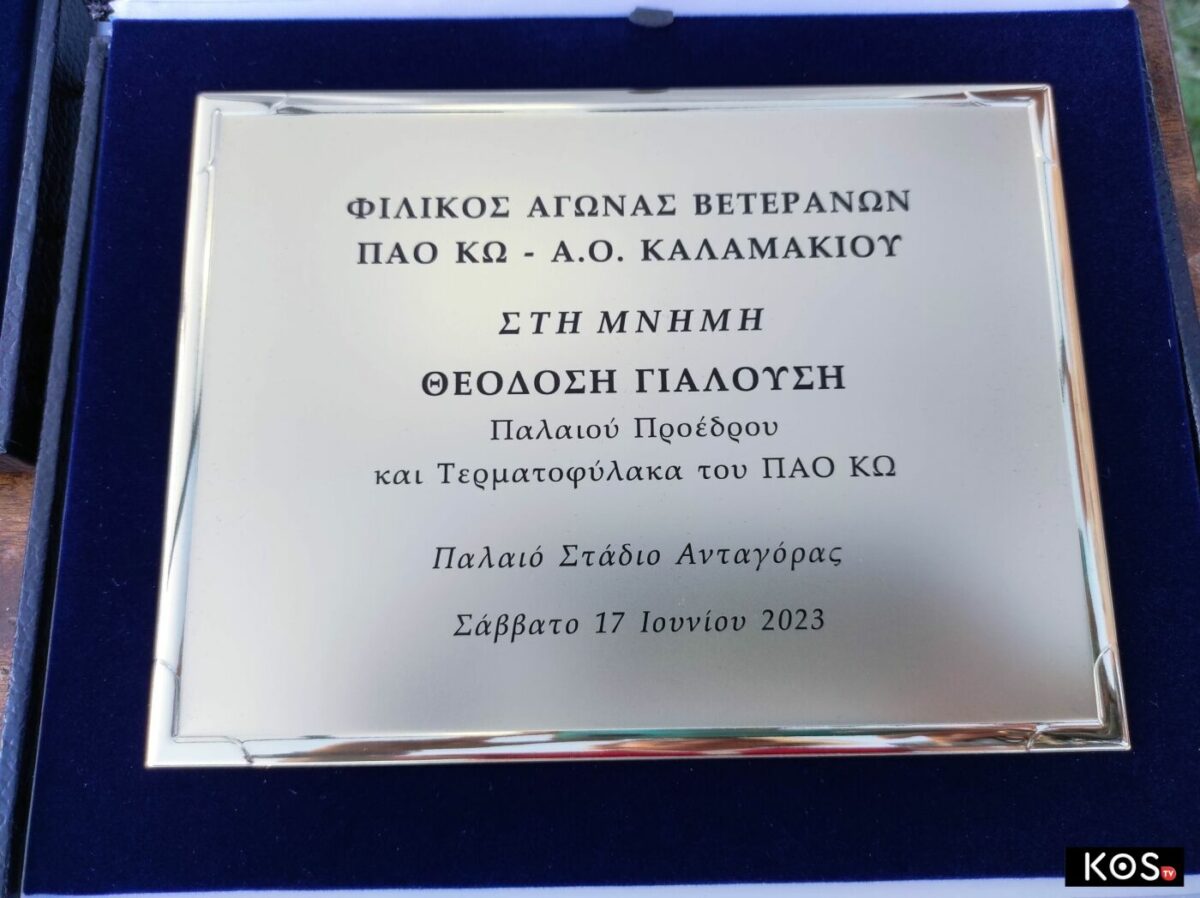 ΦΙΛΙΚΟΣ ΑΓΩΝΑΣ ΒΕΤΕΡΑΝΩΝ
ΠΑΟ ΚΩ - Α.Ο. ΚΑΛΑΜΑΚΙΟΥ
ΣΤΗ ΜΝΗΜΗ
ΘΕΟΔΟΣΗ ΓΙΑΛΟΥΣΗ
Παλαιού Προέδρου
και Τερματοφύλακα του ΠΑΟ ΚΩ
Παλαιό Στάδιο Ανταγόρας
Σάββατο 17 Ιουνίου 2023
KOS TV